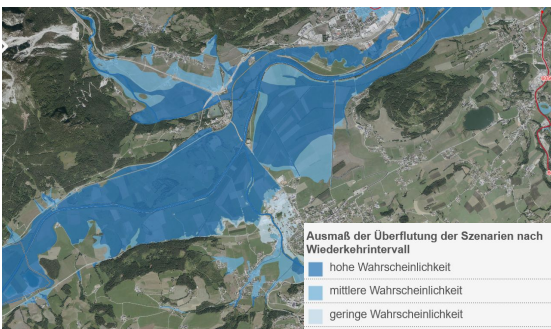 Ausmaß der Überflutung der Szenarien nach
Wiederkehrintervall
hohe Wahrscheinlichkeit
mittlere Wahrscheinlichkeit
geringe Wahrscheinlichkeit